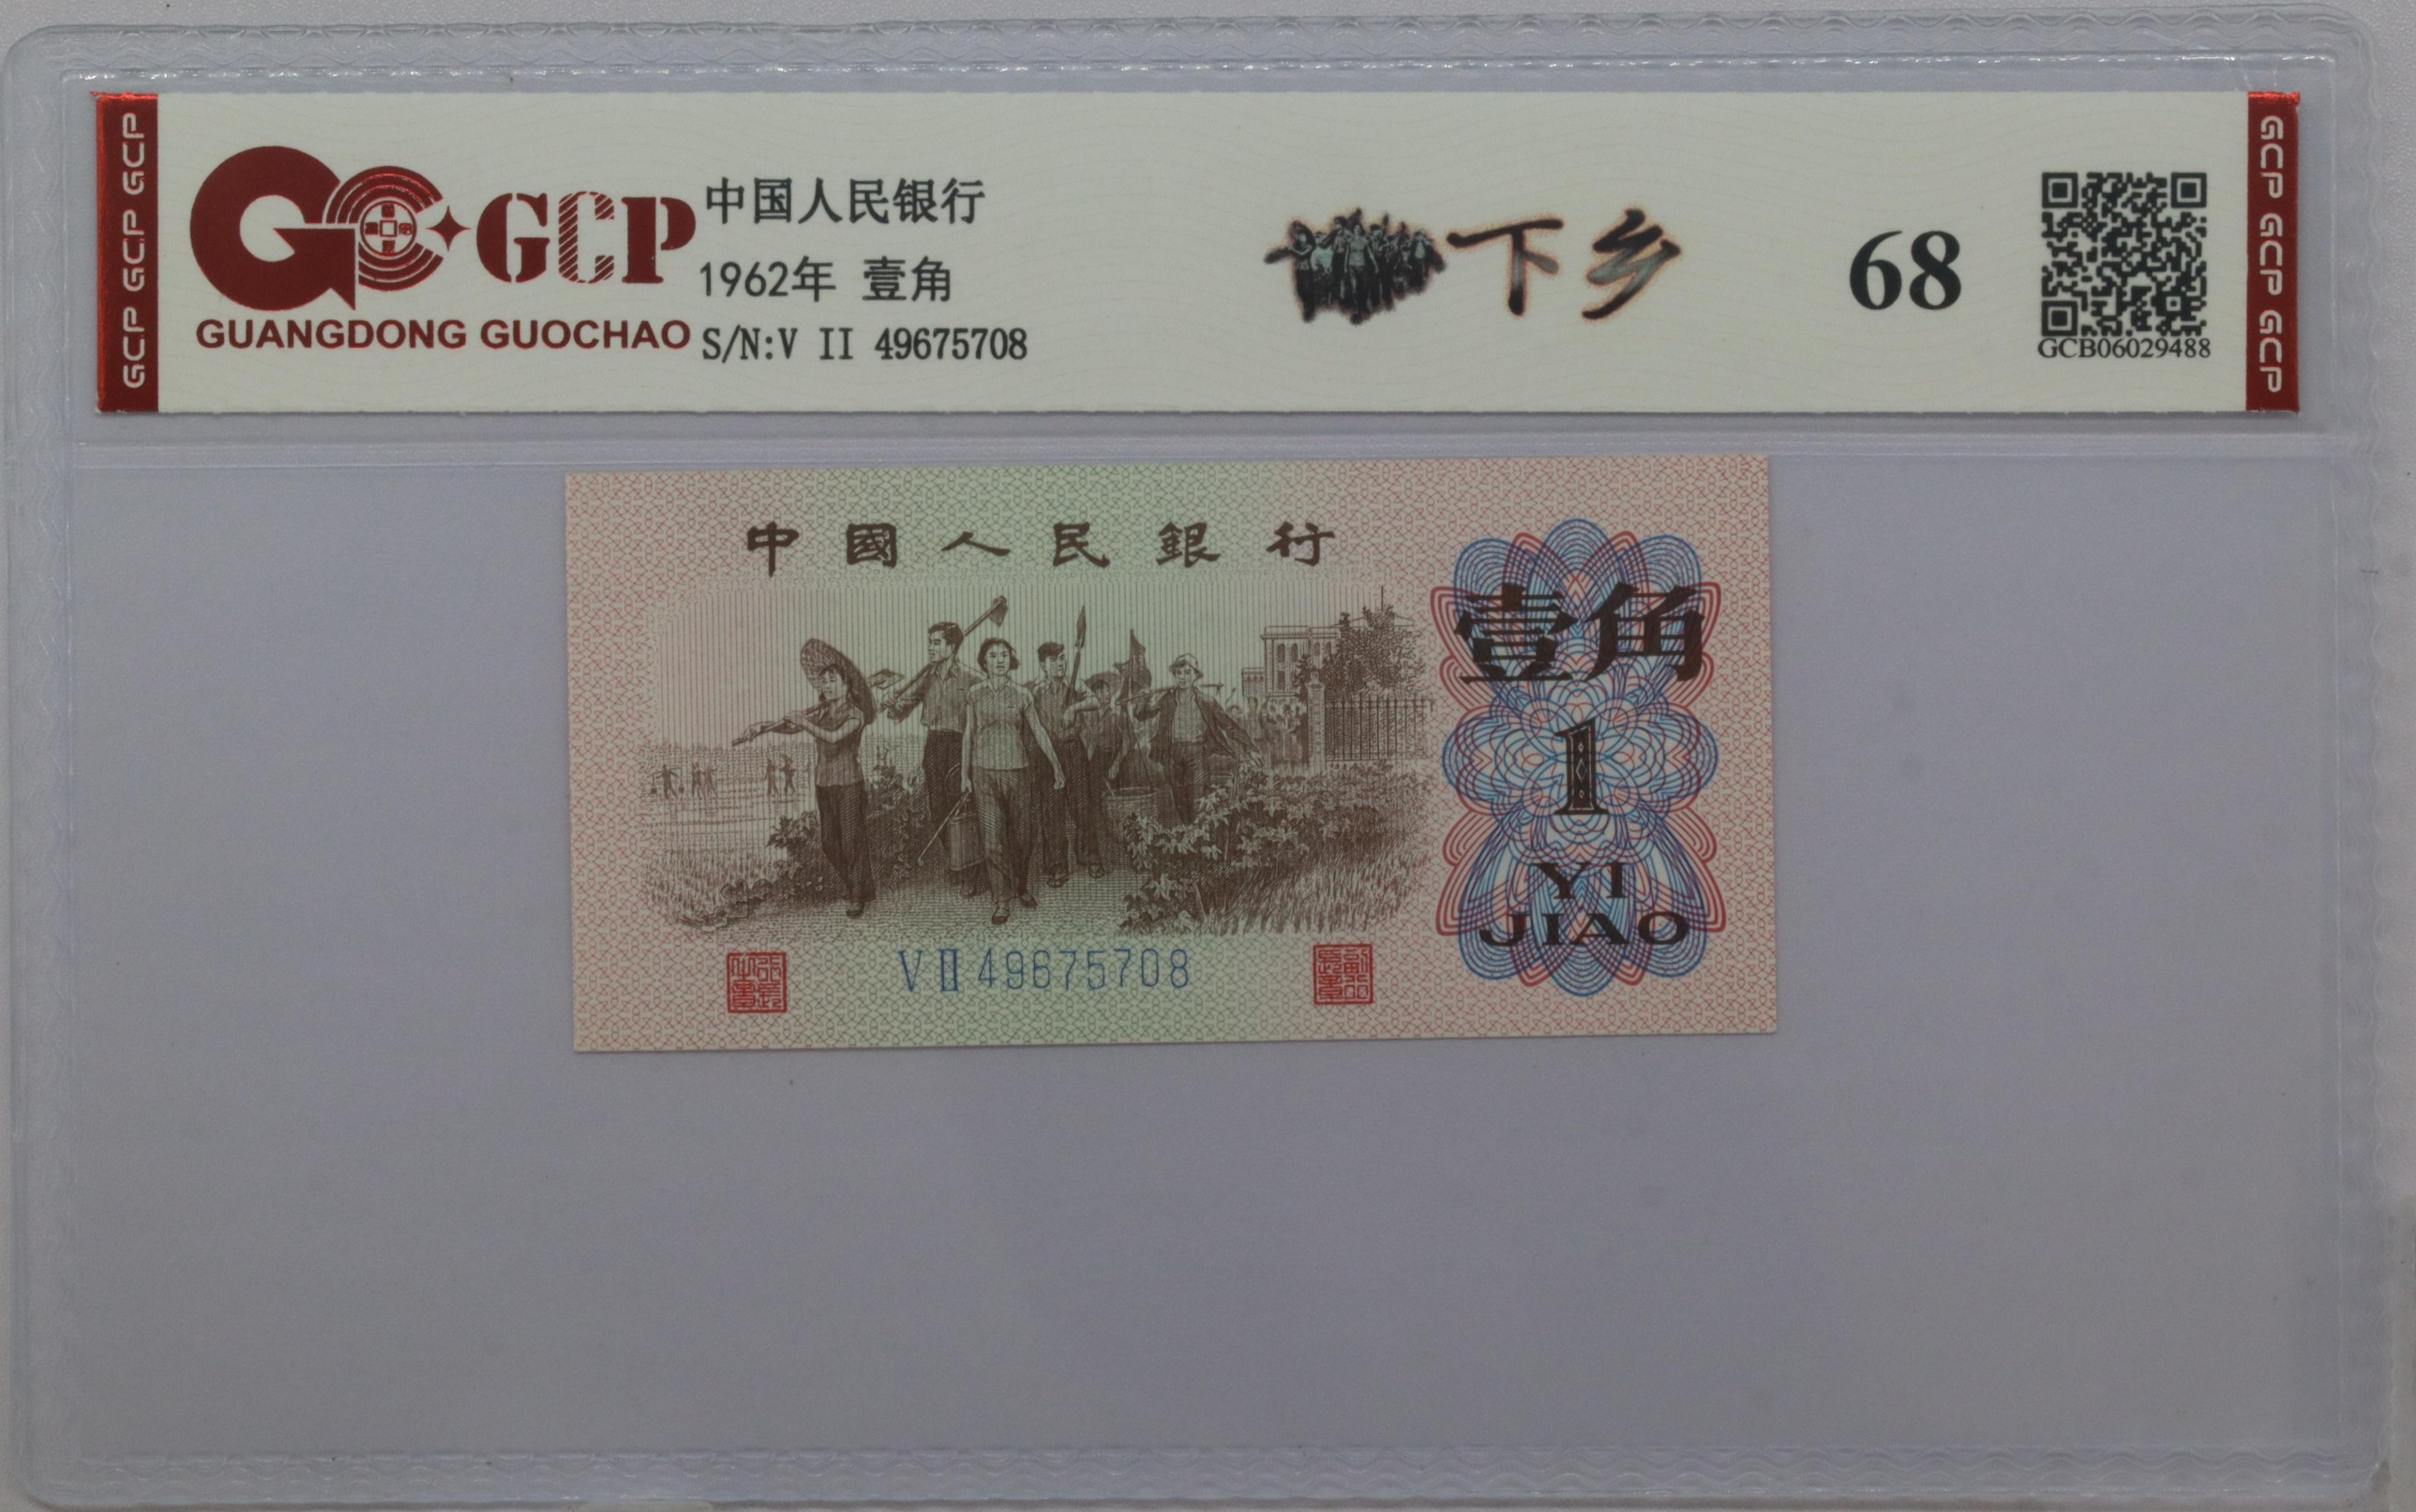 GCP GCP GCP
GCP
GUANGDONG GUOCHAO
中国人民银行
1962年 壹角
S/N:V II 49675708
下乡
68
GCB06029488
GCP GCP GCP
中國人民銀行
壹角
1
YI
JIAO
V II 49675708